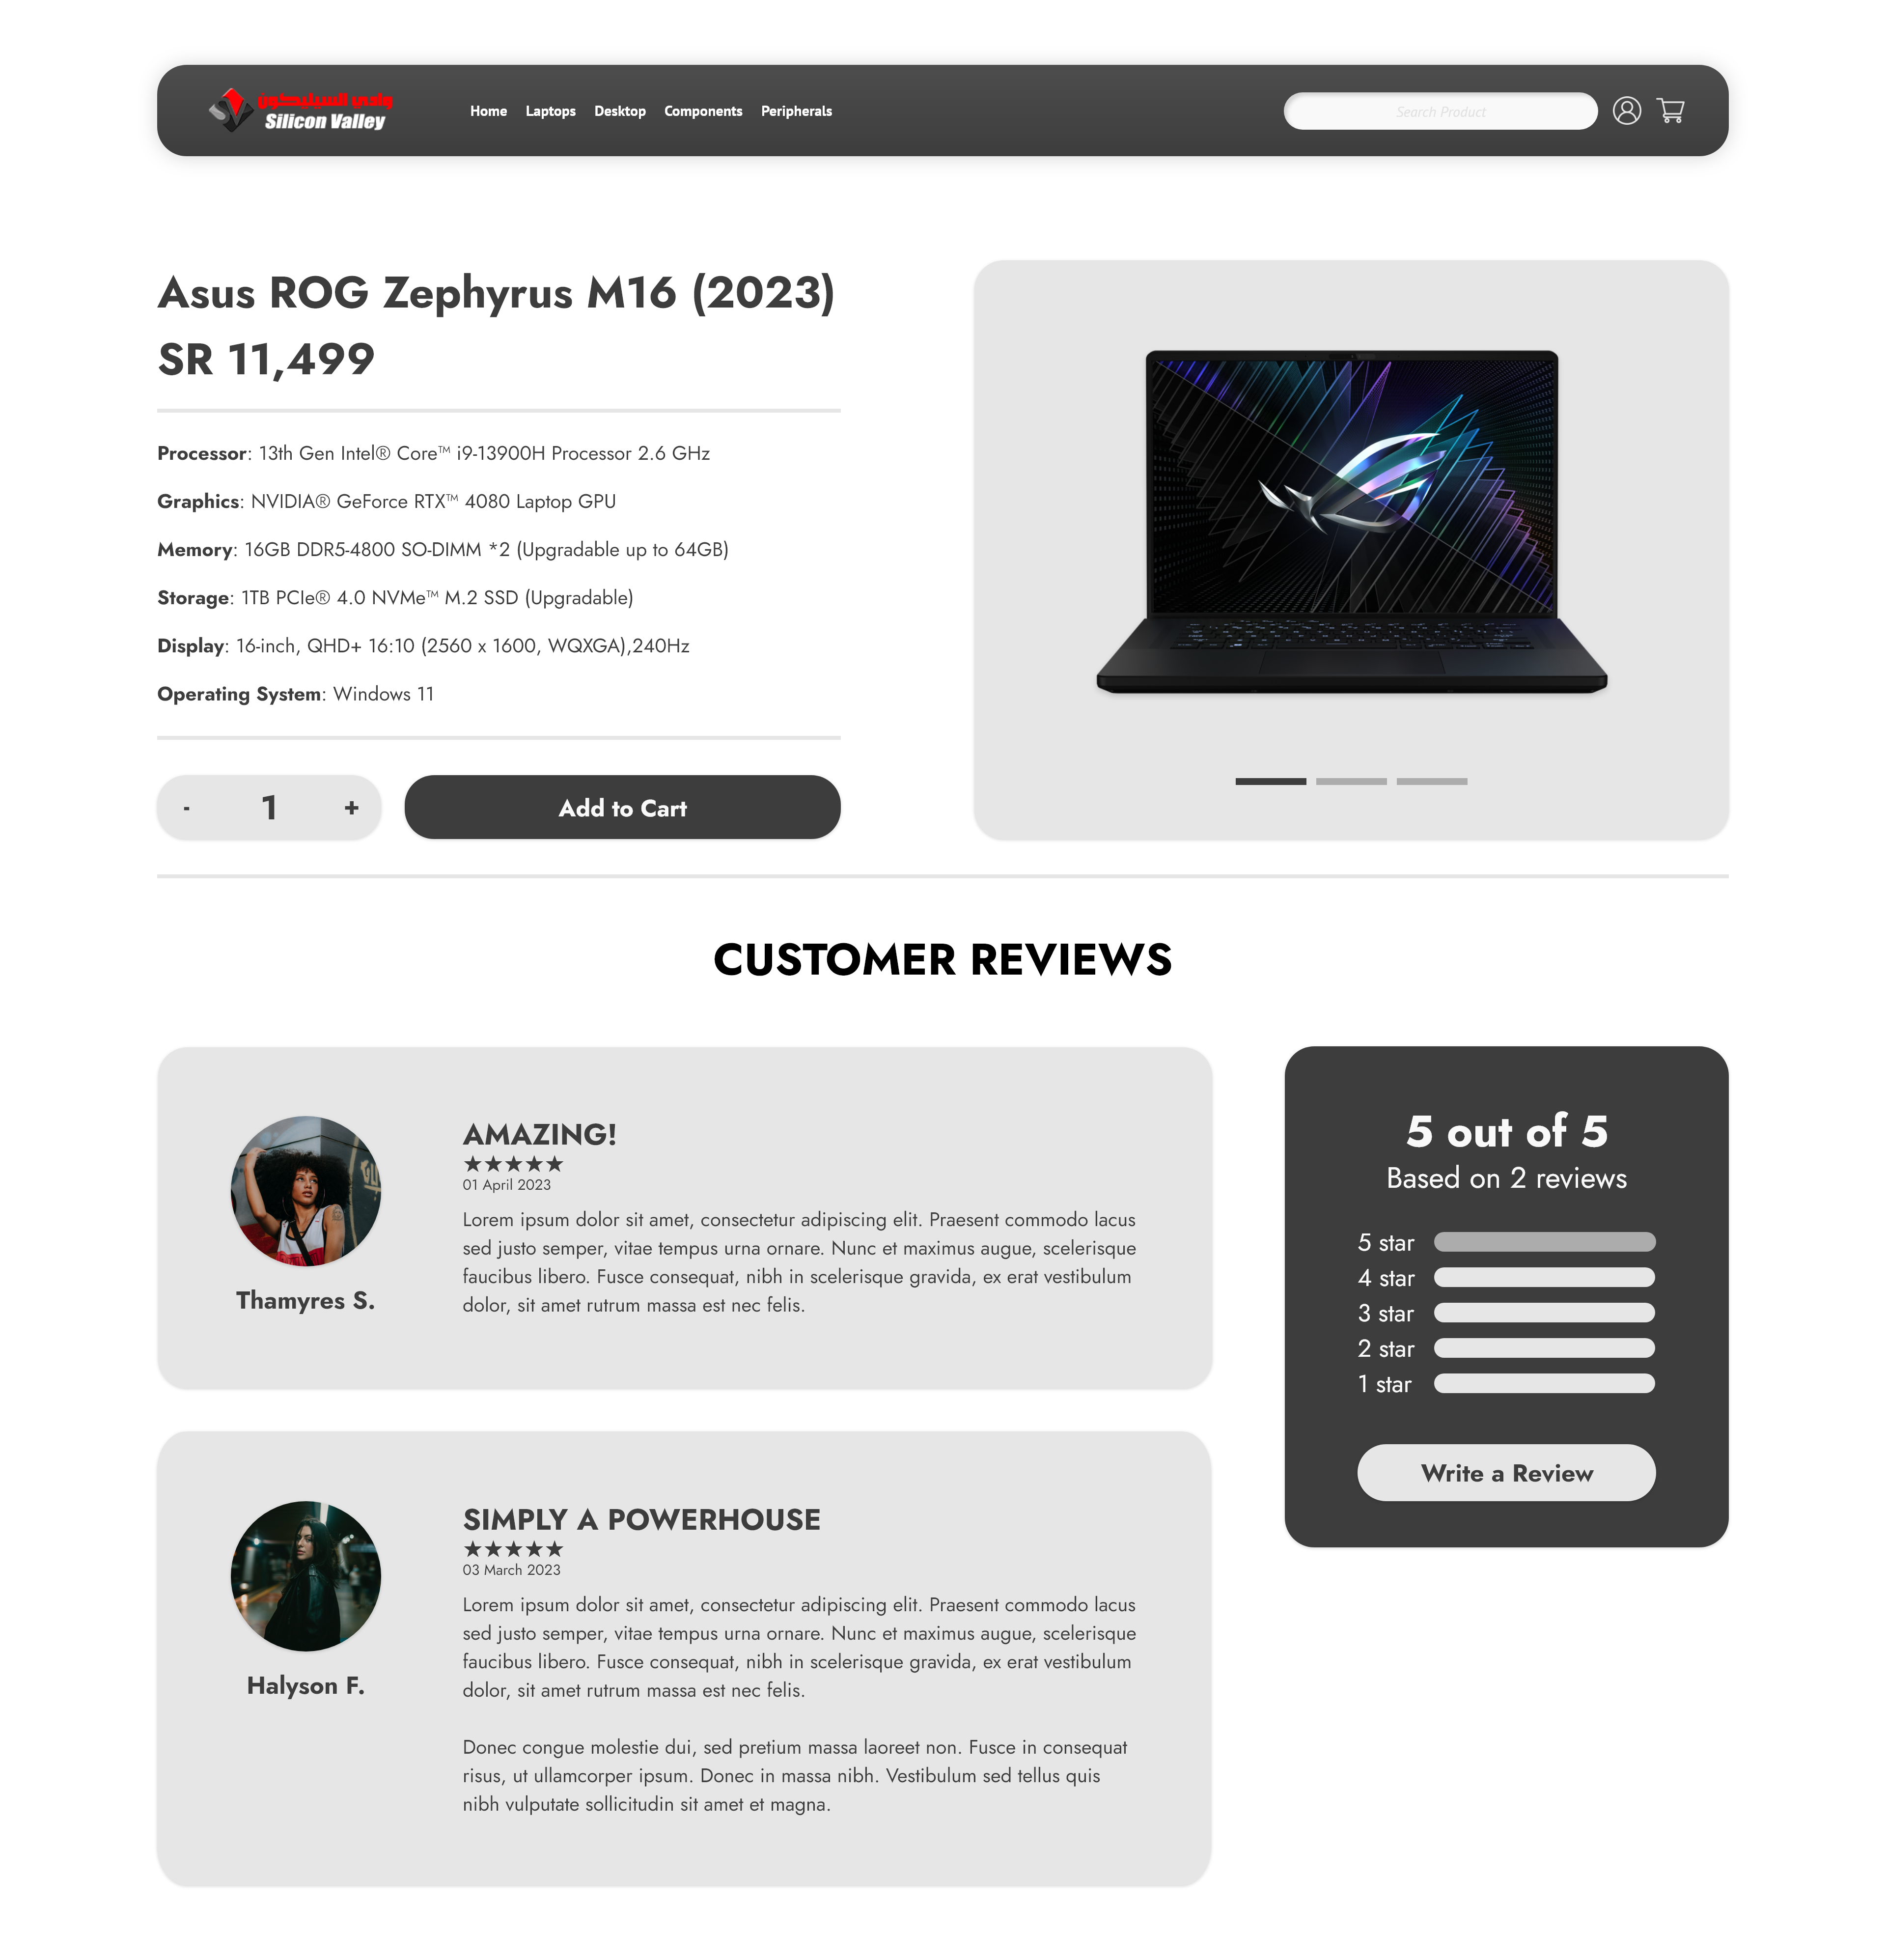 وادي السيليكون
Silicon Valley
Home Laptops Desktop Components Peripherals
Search Product
Asus ROG Zephyrus M16 (2023)
SR 11,499
Processor: 13th Gen Intel® Core™ i9-13900H Processor 2.6 GHz
Graphics: NVIDIA® GeForce RTX™ 4080 Laptop GPU
Memory: 16GB DDR5-4800 SO-DIMM *2 (Upgradable up to 64GB)
Storage: 1TB PCIe® 4.0 NVMe™ M.2 SSD (Upgradable)
Display: 16-inch, QHD+ 16:10 (2560 x 1600, WQXGA),240Hz
Operating System: Windows 11
- 1 +
Add to Cart
CUSTOMER REVIEWS
Thamyres S.
AMAZING!
★★★★★
01 April 2023
Lorem ipsum dolor sit amet, consectetur adipiscing elit. Praesent commodo lacus
sed justo semper, vitae tempus urna ornare. Nunc et maximus augue, scelerisque
faucibus libero. Fusce consequat, nibh in scelerisque gravida, ex erat vestibulum
dolor, sit amet rutrum massa est nec felis.
Halyson F.
SIMPLY A POWERHOUSE
★★★★★
03 March 2023
Lorem ipsum dolor sit amet, consectetur adipiscing elit. Praesent commodo lacus
sed justo semper, vitae tempus urna ornare. Nunc et maximus augue, scelerisque
faucibus libero. Fusce consequat, nibh in scelerisque gravida, ex erat vestibulum
dolor, sit amet rutrum massa est nec felis.
Donec congue molestie dui, sed pretium massa laoreet non. Fusce in consequat
risus, ut ullamcorper ipsum. Donec in massa nibh. Vestibulum sed tellus quis
nibh vulputate sollicitudin sit amet et magna.
5 out of 5
Based on 2 reviews
5 star
4 star
3 star
2 star
1 star
Write a Review